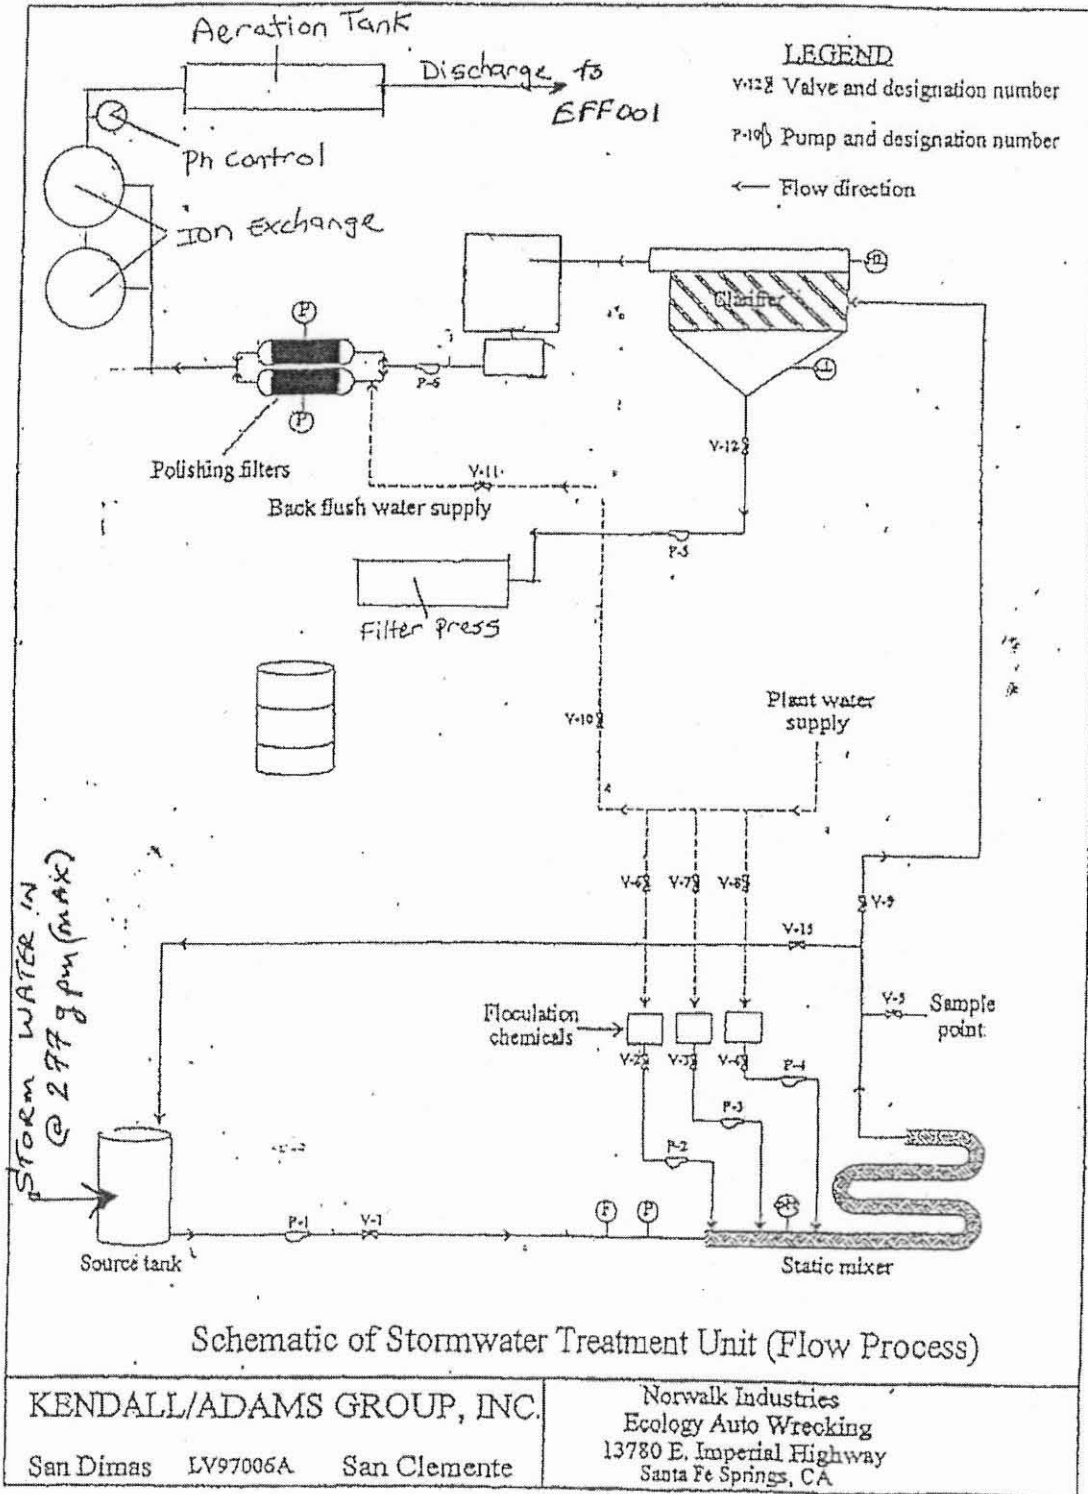 Aeration Tank
Discharge to
EFF001
Ph control
Ion Exchange
LEGEND
V-12 Valve and designation number
P-10 Pump and designation number
Flow direction
Clarifier
P
P
P-6
Polishing filters
V-11
Back flush water supply
V-12
P-5
Filter Press
V-10
Plant water
supply
V-6
V-7
V-8
V-9
V-15
V-5
Sample
point
Floculation
chemicals
V-2
V-3
V-4
P-4
P-3
P-2
STORM WATER IN
@ 277 gpm (MAX)
P-1
V-1
F
P
Source tank
Static mixer
Schematic of Stormwater Treatment Unit (Flow Process)
KENDALL/ADAMS GROUP, INC.
San Dimas LV97006A San Clemente
Norwalk Industries
Ecology Auto Wrecking
13780 E. Imperial Highway
Santa Fe Springs, CA